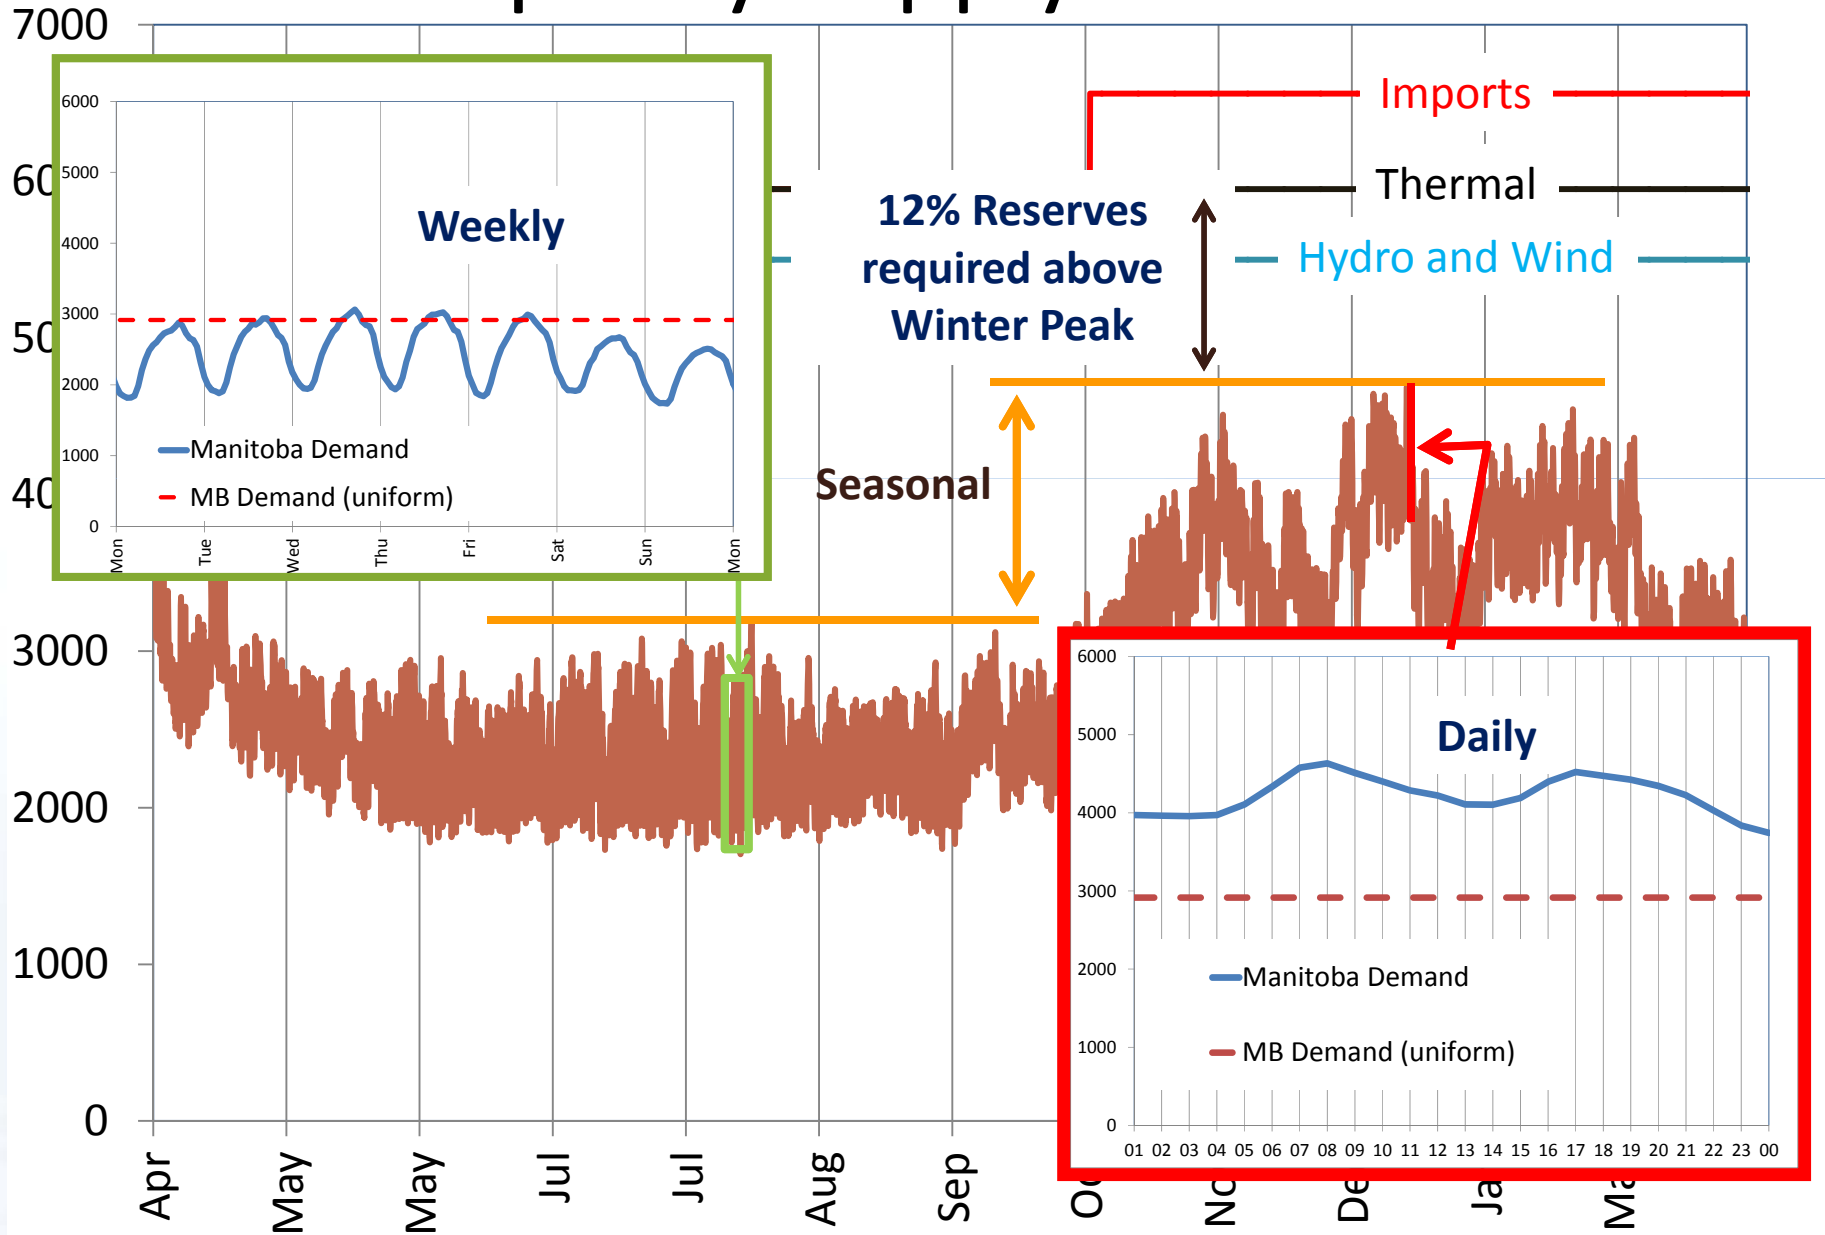 7000
6000
5000
4000
3000
2000
1000
0
Apr
May
May
Jul
Jul
Aug
Sep
6000
5000
4000
3000
2000
1000
0
Weekly
Manitoba Demand
MB Demand (uniform)
Mon
Tue
Wed
Thu
Fri
Sat
Sun
Mon
Imports
Thermal
Hydro and Wind
12% Reserves
required above
Winter Peak
Seasonal
6000
5000
4000
3000
2000
1000
0
Daily
Manitoba Demand
MB Demand (uniform)
01 02 03 04 05 06 07 08 09 10 11 12 13 14 15 16 17 18 19 20 21 22 23 00